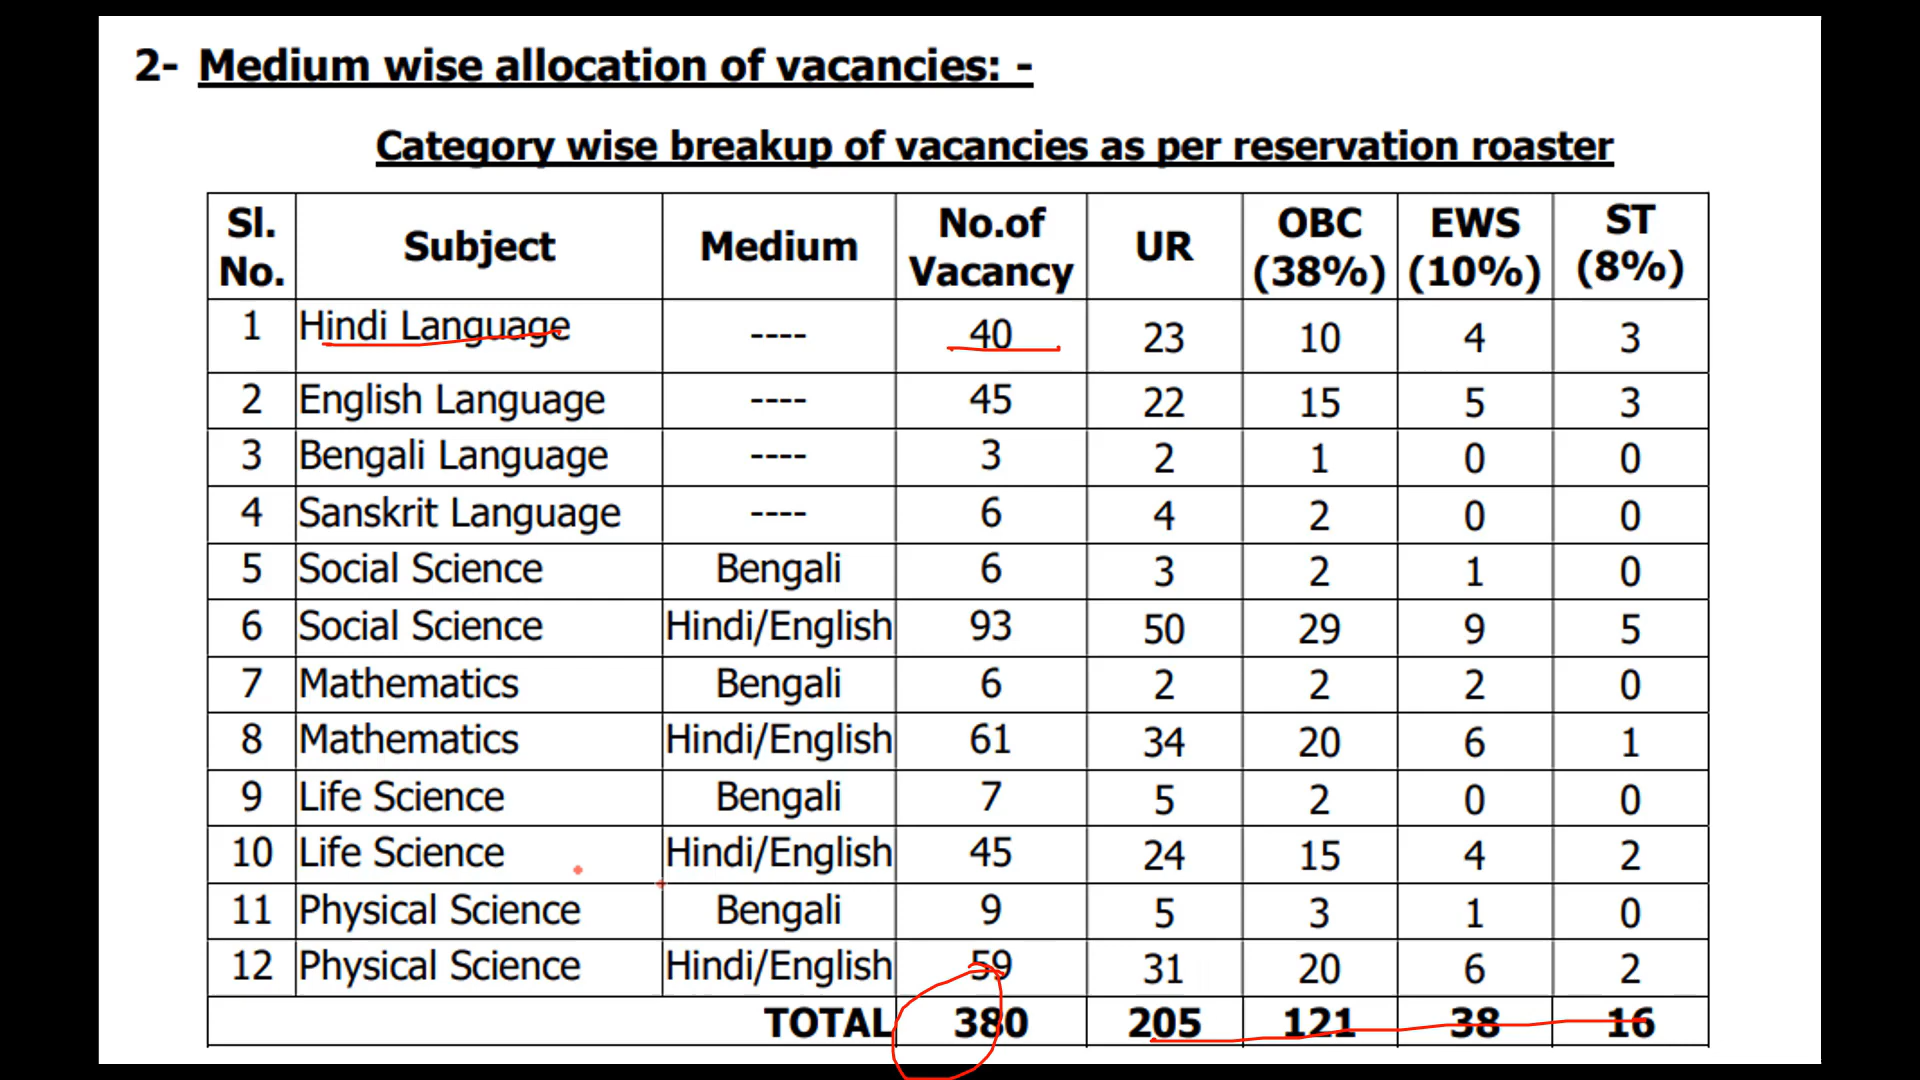 2- Medium wise allocation of vacancies: -
Category wise breakup of vacancies as per reservation roaster
Sl. No. Subject Medium No.of Vacancy UR OBC (38%) EWS (10%) ST (8%)
1 Hindi Language ---- 40 23 10 4 3
2 English Language ---- 45 22 15 5 3
3 Bengali Language ---- 3 2 1 0 0
4 Sanskrit Language ---- 6 4 2 0 0
5 Social Science Bengali 6 3 2 1 0
6 Social Science Hindi/English 93 50 29 9 5
7 Mathematics Bengali 6 2 2 2 0
8 Mathematics Hindi/English 61 34 20 6 1
9 Life Science Bengali 7 5 2 0 0
10 Life Science Hindi/English 45 24 15 4 2
11 Physical Science Bengali 9 5 3 1 0
12 Physical Science Hindi/English 59 31 20 6 2
TOTAL 380 205 121 38 16